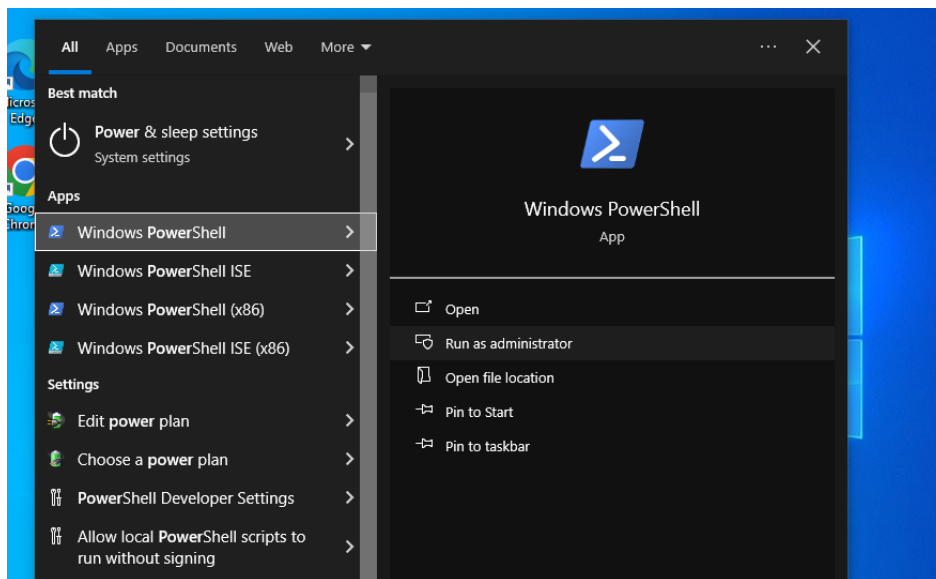 All Apps Documents Web More
Best match
Power & sleep settings
System settings
Apps
Windows PowerShell
Windows PowerShell ISE
Windows PowerShell (x86)
Windows PowerShell ISE (x86)
Settings
Edit power plan
Choose a power plan
PowerShell Developer Settings
Allow local PowerShell scripts to
run without signing
Windows PowerShell
App
Open
Run as administrator
Open file location
Pin to Start
Pin to taskbar